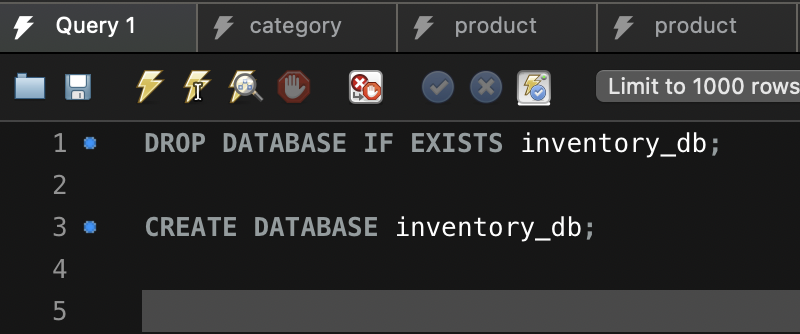 Query 1
category
product
product
Limit to 1000 rows
1 DROP DATABASE IF EXISTS inventory_db;
2
3 CREATE DATABASE inventory_db;
4
5